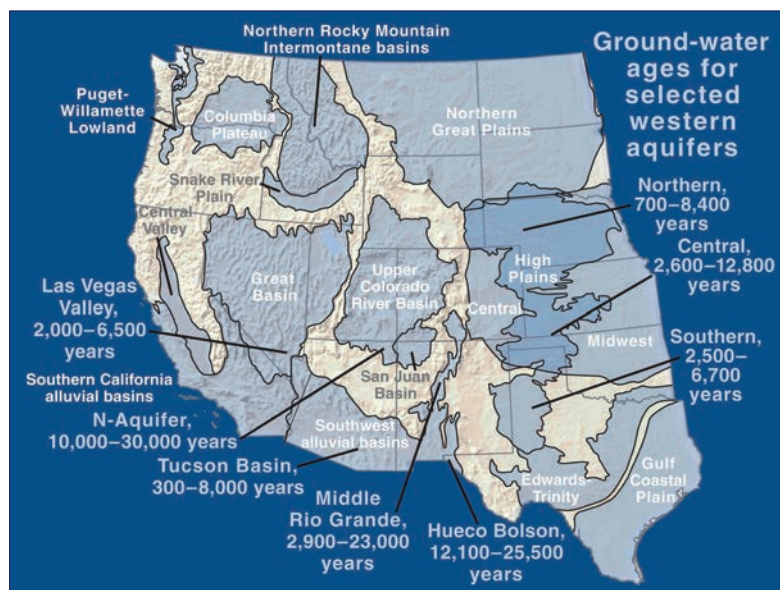 Ground-water
ages for
selected
western
aquifers
Northern Rocky Mountain
Intermontane basins
Puget-
Willamette
Lowland
Columbia
Plateau
Northern
Great Plains
Snake River
Plain
Central
Valley
Northern,
700–8,400
years
Central,
2,600–12,800
years
Las Vegas
Valley,
2,000–6,500
years
Great
Basin
Upper
Colorado
River Basin
High
Plains
Central
Midwest
Southern,
2,500–
6,700
years
Southern California
alluvial basins
San Juan
Basin
N-Aquifer,
10,000–30,000 years
Southwest
alluvial basins
Tucson Basin,
300–8,000 years
Middle
Rio Grande,
2,900–23,000
years
Hueco Bolson,
12,100–25,500
years
Edwards-
Trinity
Gulf
Coastal
Plain